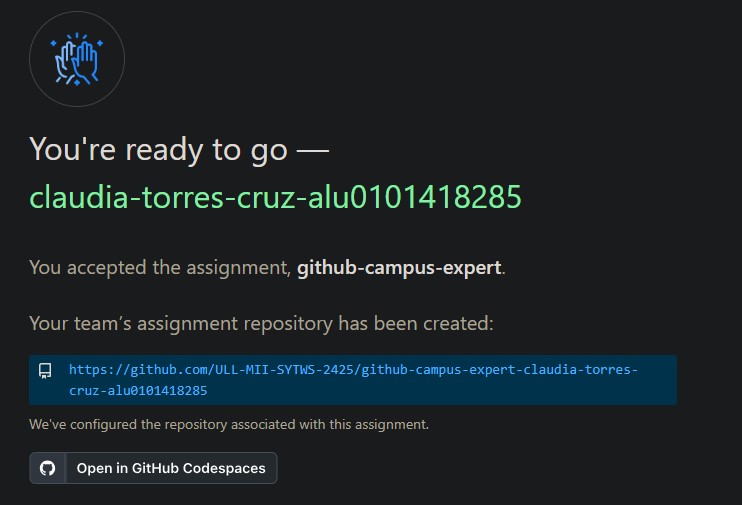 You're ready to go —
claudia-torres-cruz-alu0101418285
You accepted the assignment, github-campus-expert.
Your team’s assignment repository has been created:
https://github.com/ULL-MII-SYTWS-2425/github-campus-expert-claudia-torres-
cruz-alu0101418285
We've configured the repository associated with this assignment.
Open in GitHub Codespaces